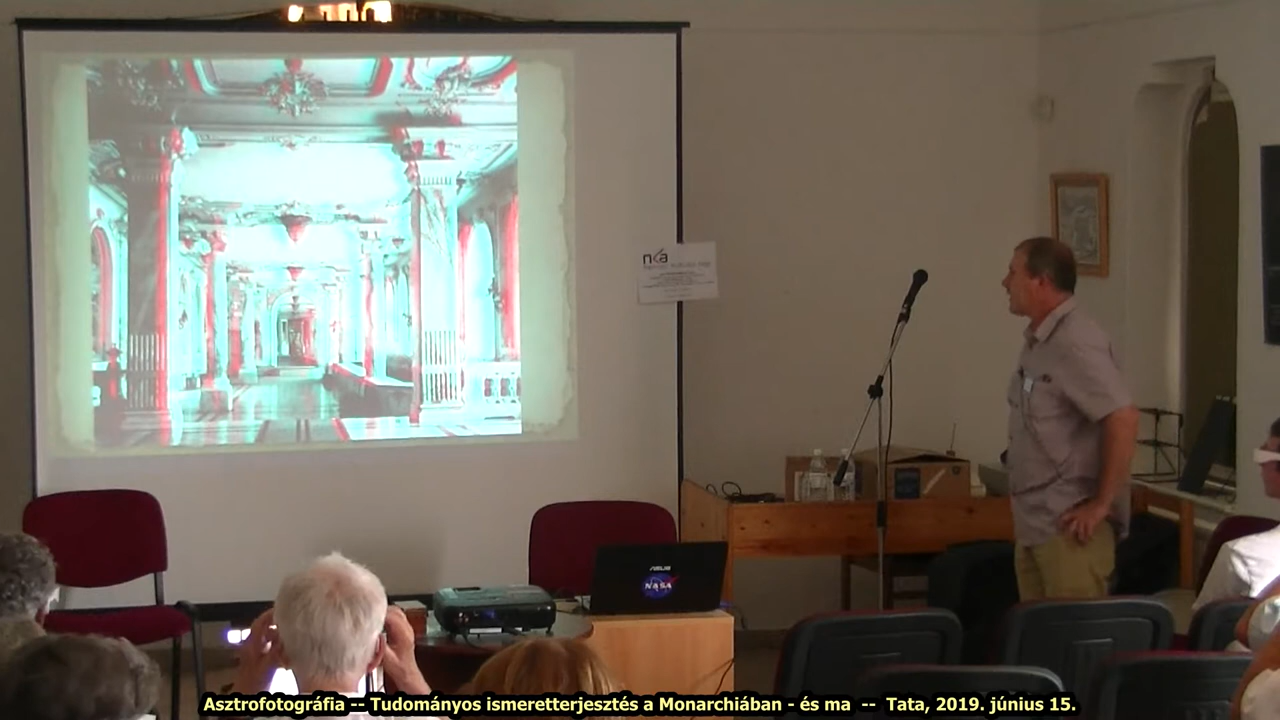 nka
ASUS
NASA
Asztrofotográfia -- Tudományos ismeretterjesztés a Monarchiában - és ma -- Tata, 2019. június 15.